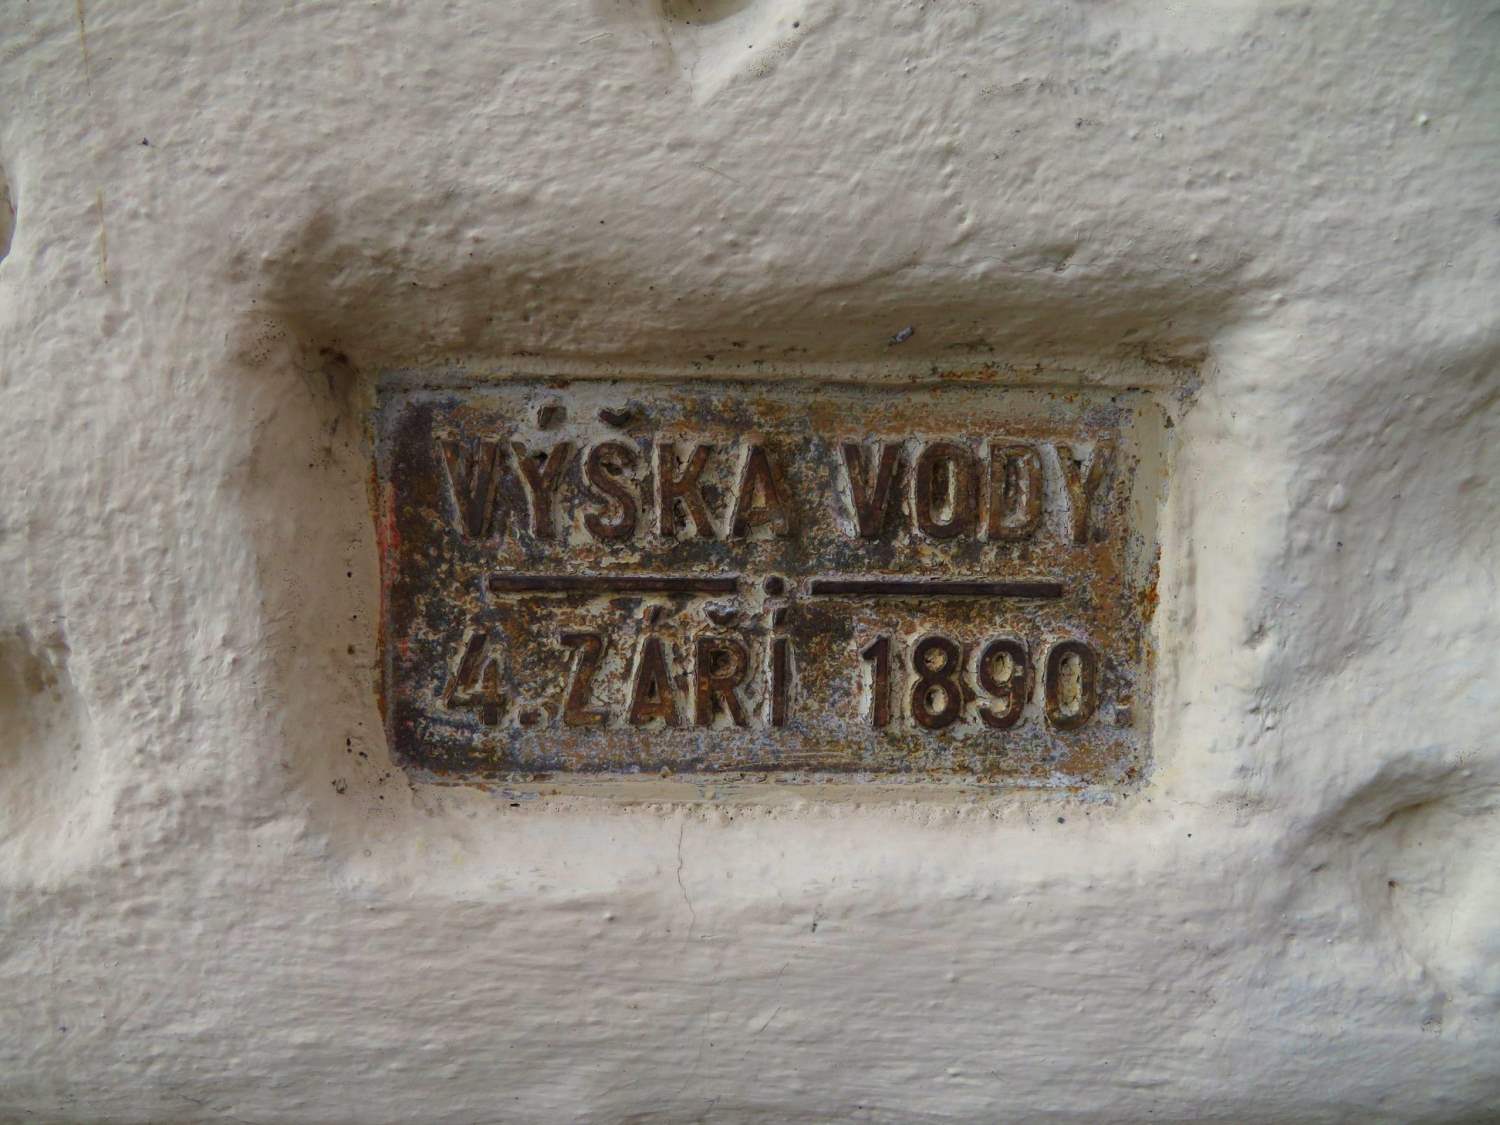 VÝŠKA VODY
4. ZÁŘÍ 1890.